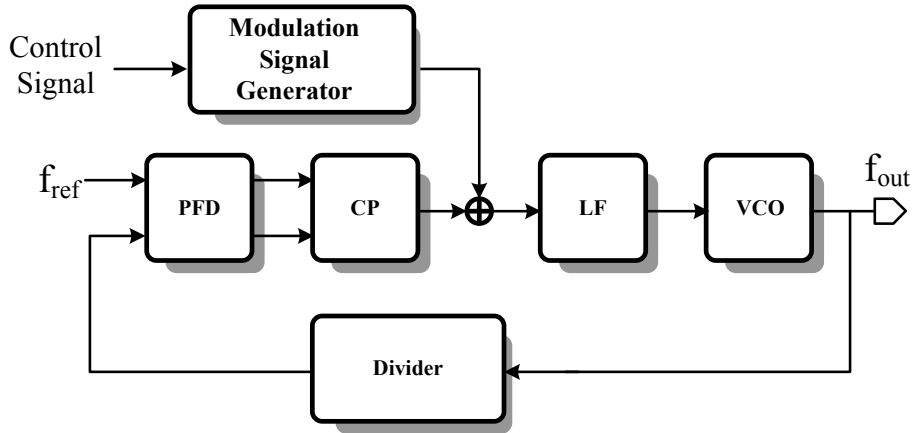 Modulation
Signal
Generator
Control
Signal
f_ref
PFD
CP
LF
VCO
f_out
Divider